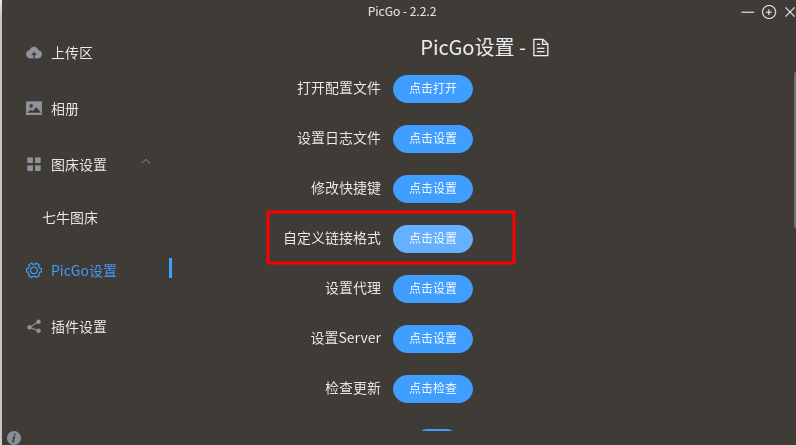 PicGo - 2.2.2
上传区
相册
图床设置
七牛图床
PicGo设置
插件设置
PicGo设置 -
打开配置文件 点击打开
设置日志文件 点击设置
修改快捷键 点击设置
自定义链接格式 点击设置
设置代理 点击设置
设置Server 点击设置
检查更新 点击检查